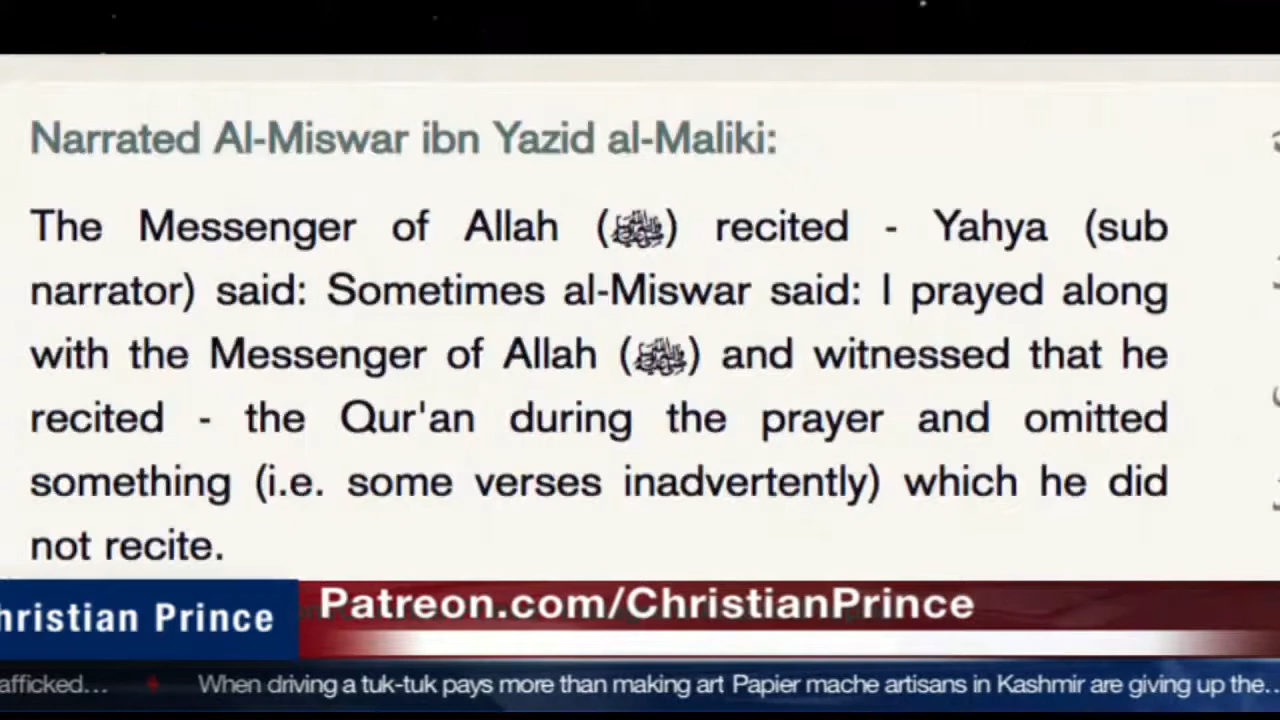 Narrated Al-Miswar ibn Yazid al-Maliki:
The Messenger of Allah (ﷺ) recited - Yahya (sub
narrator) said: Sometimes al-Miswar said: I prayed along
with the Messenger of Allah (ﷺ) and witnessed that he
recited - the Qur'an during the prayer and omitted
something (i.e. some verses inadvertently) which he did
not recite.
hristian Prince
Patreon.com/ChristianPrince
afficked... When driving a tuk-tuk pays more than making art Papier mache artisans in Kashmir are giving up the...